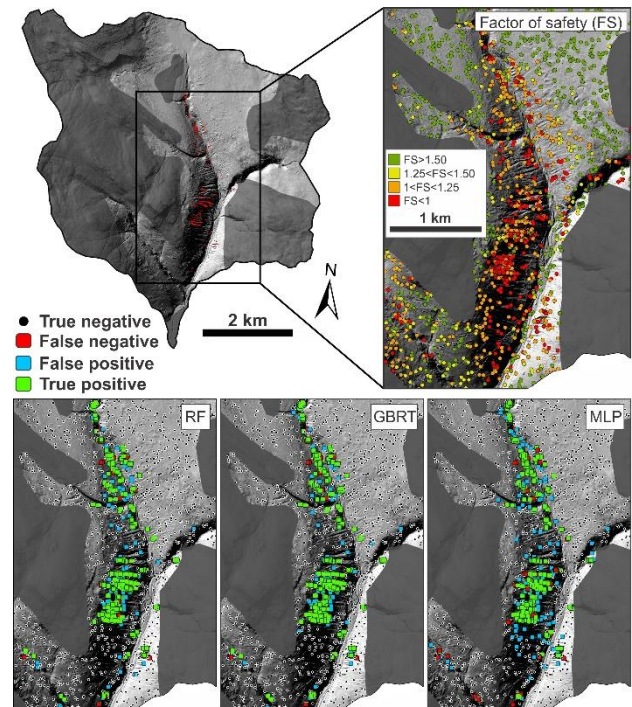 Factor of safety (FS)
FS>1.50
1.25<FS<1.50
1<FS<1.25
FS<1
1 km
N
2 km
True negative
False negative
False positive
True positive
RF
GBRT
MLP